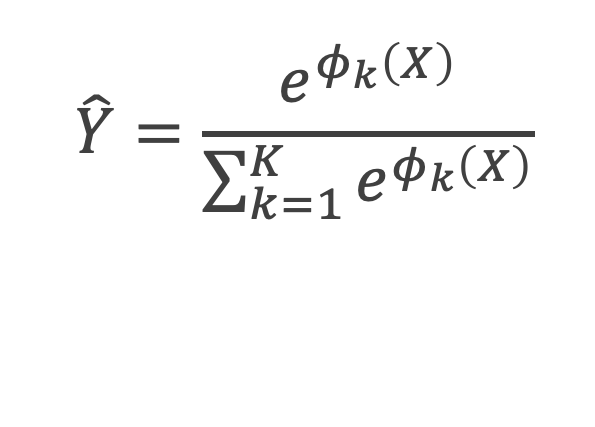 Ŷ = e^{ϕ_k(X)} / ∑_{k=1}^{K} e^{ϕ_k(X)}